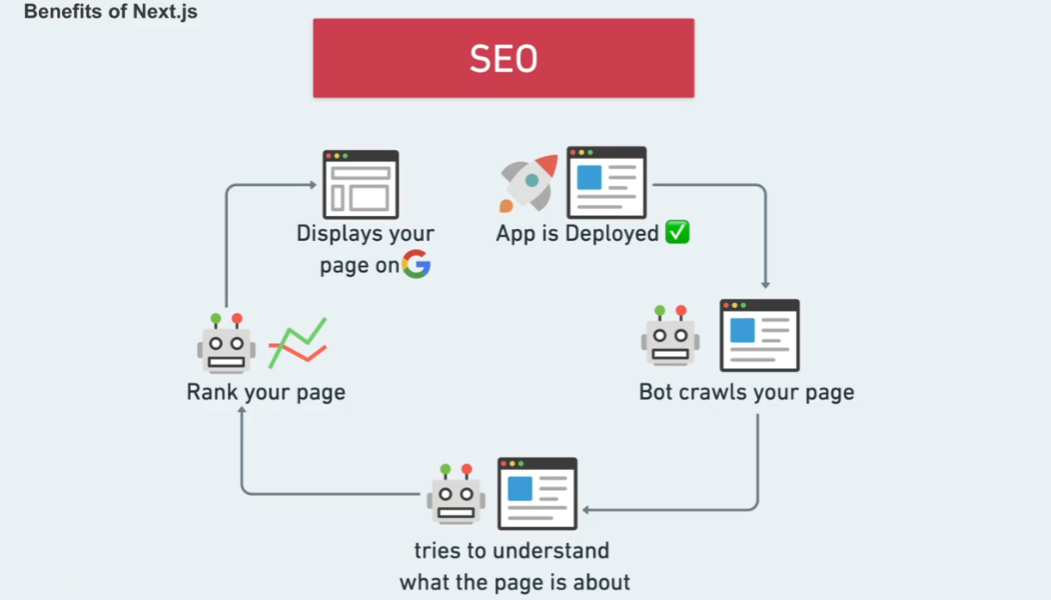 Benefits of Next.js
SEO
App is Deployed
Bot crawls your page
tries to understand
what the page is about
Rank your page
Displays your
page on